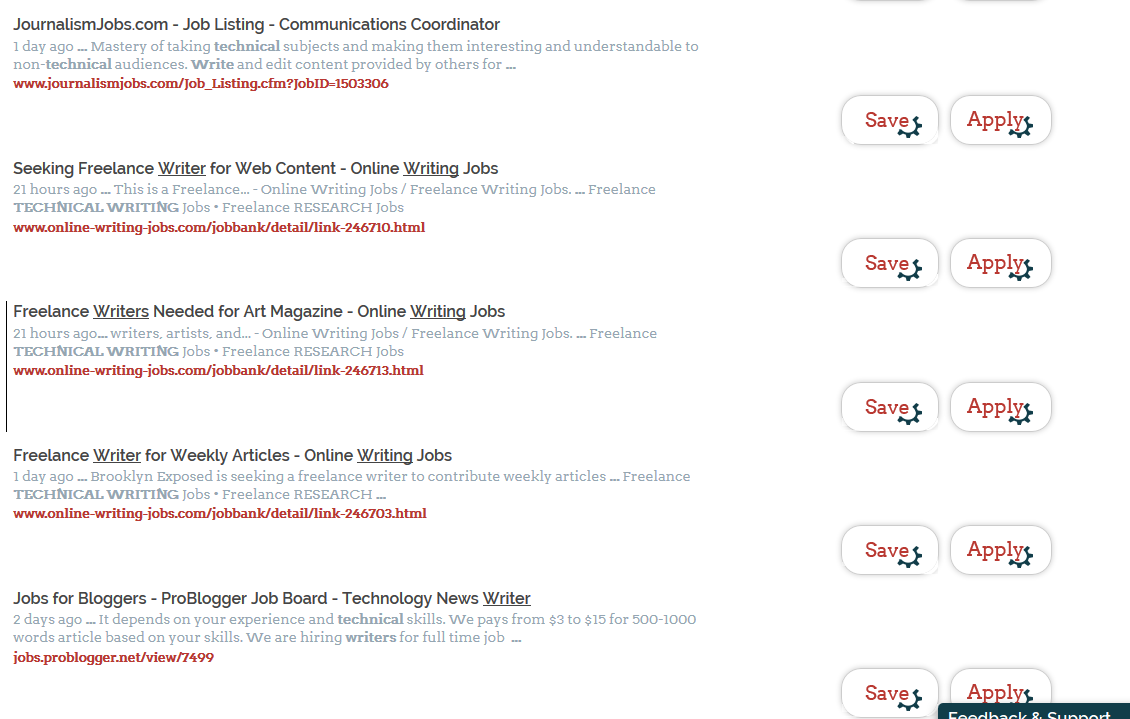 JournalismJobs.com - Job Listing - Communications Coordinator
1 day ago ... Mastery of taking technical subjects and making them interesting and understandable to
non-technical audiences. Write and edit content provided by others for ...
www.journalismjobs.com/Job_Listing.cfm?JobID=1503306
Save Apply
Seeking Freelance Writer for Web Content - Online Writing Jobs
21 hours ago ... This is a Freelance... - Online Writing Jobs / Freelance Writing Jobs. ... Freelance
TECHNICAL WRITING Jobs • Freelance RESEARCH Jobs
www.online-writing-jobs.com/jobbank/detail/link-246710.html
Save Apply
Freelance Writers Needed for Art Magazine - Online Writing Jobs
21 hours ago... writers, artists, and... - Online Writing Jobs / Freelance Writing Jobs. ... Freelance
TECHNICAL WRITING Jobs • Freelance RESEARCH Jobs
www.online-writing-jobs.com/jobbank/detail/link-246713.html
Save Apply
Freelance Writer for Weekly Articles - Online Writing Jobs
1 day ago ... Brooklyn Exposed is seeking a freelance writer to contribute weekly articles ... Freelance
TECHNICAL WRITING Jobs • Freelance RESEARCH ...
www.online-writing-jobs.com/jobbank/detail/link-246703.html
Save Apply
Jobs for Bloggers - ProBlogger Job Board - Technology News Writer
2 days ago ... It depends on your experience and technical skills. We pays from $3 to $15 for 500-1000
words article based on your skills. We are hiring writers for full time job ...
jobs.problogger.net/view/7499
Save Apply
Feedback & Support